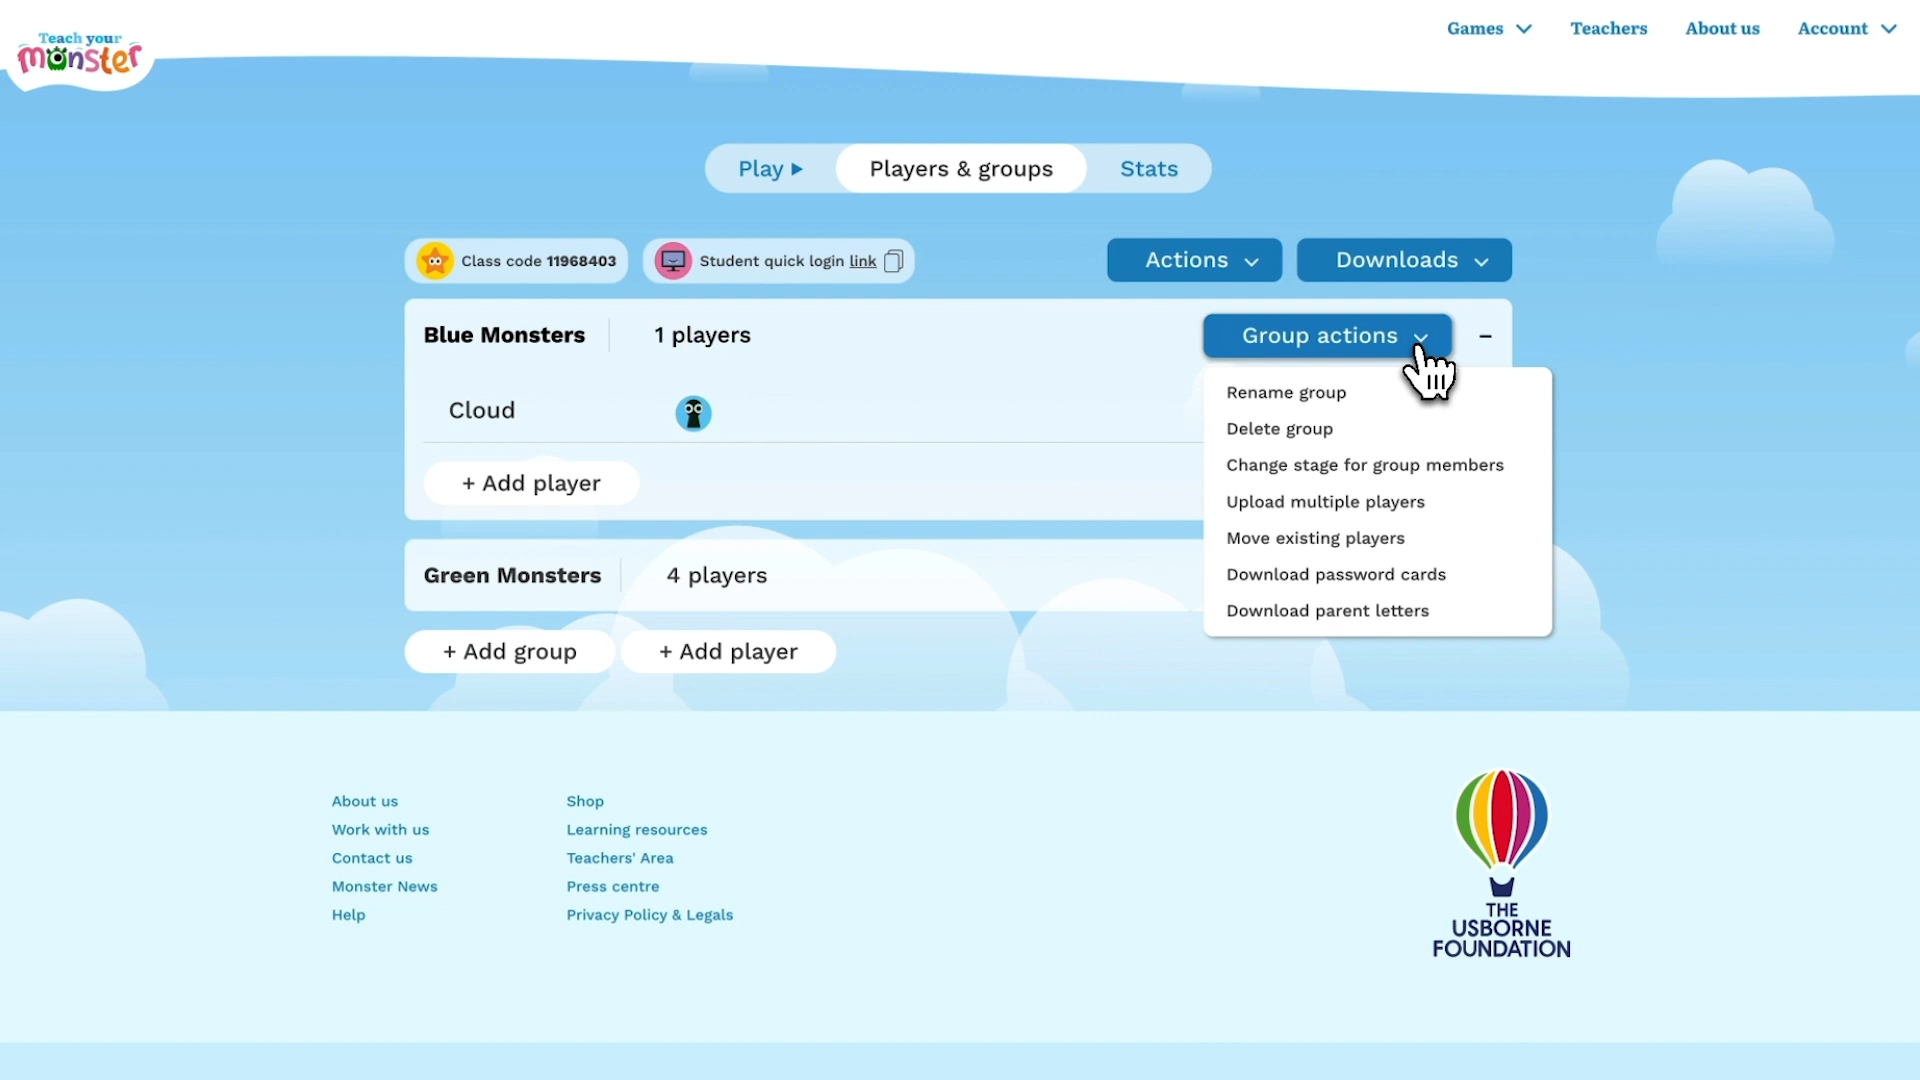 Teach your
monster
Games
Teachers
About us
Account
Play
Players & groups
Stats
Class code 11968403
Student quick login link
Actions
Downloads
Blue Monsters
1 players
Group actions
Cloud
Rename group
Delete group
Change stage for group members
Upload multiple players
Move existing players
Download password cards
Download parent letters
+ Add player
Green Monsters
4 players
+ Add group
+ Add player
About us
Work with us
Contact us
Monster News
Help
Shop
Learning resources
Teachers' Area
Press centre
Privacy Policy & Legals
THE
USBORNE
FOUNDATION